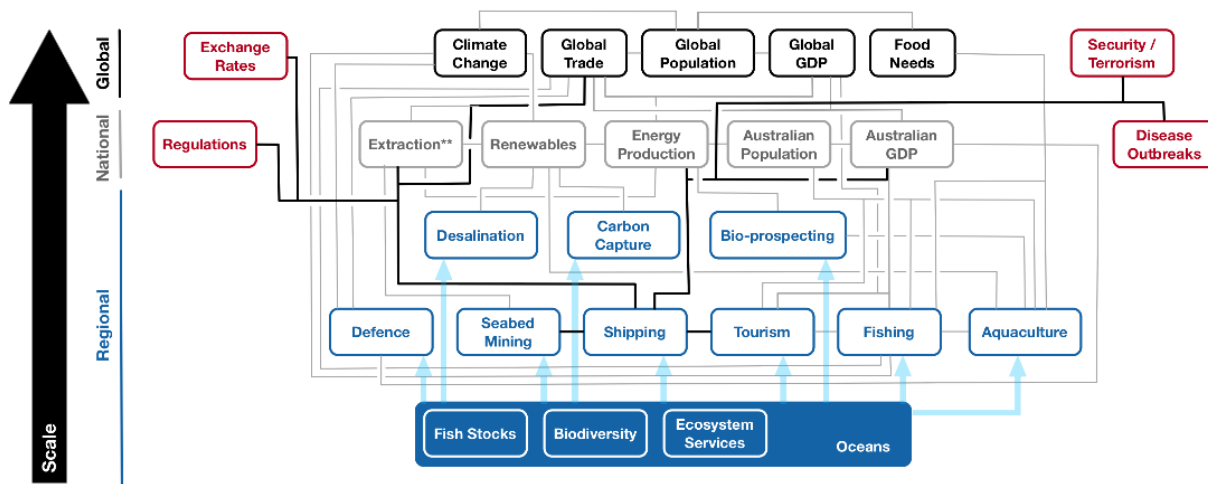 Global
National
Regional
Scale
Exchange
Rates
Climate
Change
Global
Trade
Global
Population
Global
GDP
Food
Needs
Security /
Terrorism
Regulations
Extraction**
Renewables
Energy
Production
Australian
Population
Australian
GDP
Disease
Outbreaks
Desalination
Carbon
Capture
Bio-prospecting
Defence
Seabed
Mining
Shipping
Tourism
Fishing
Aquaculture
Fish Stocks
Biodiversity
Ecosystem
Services
Oceans